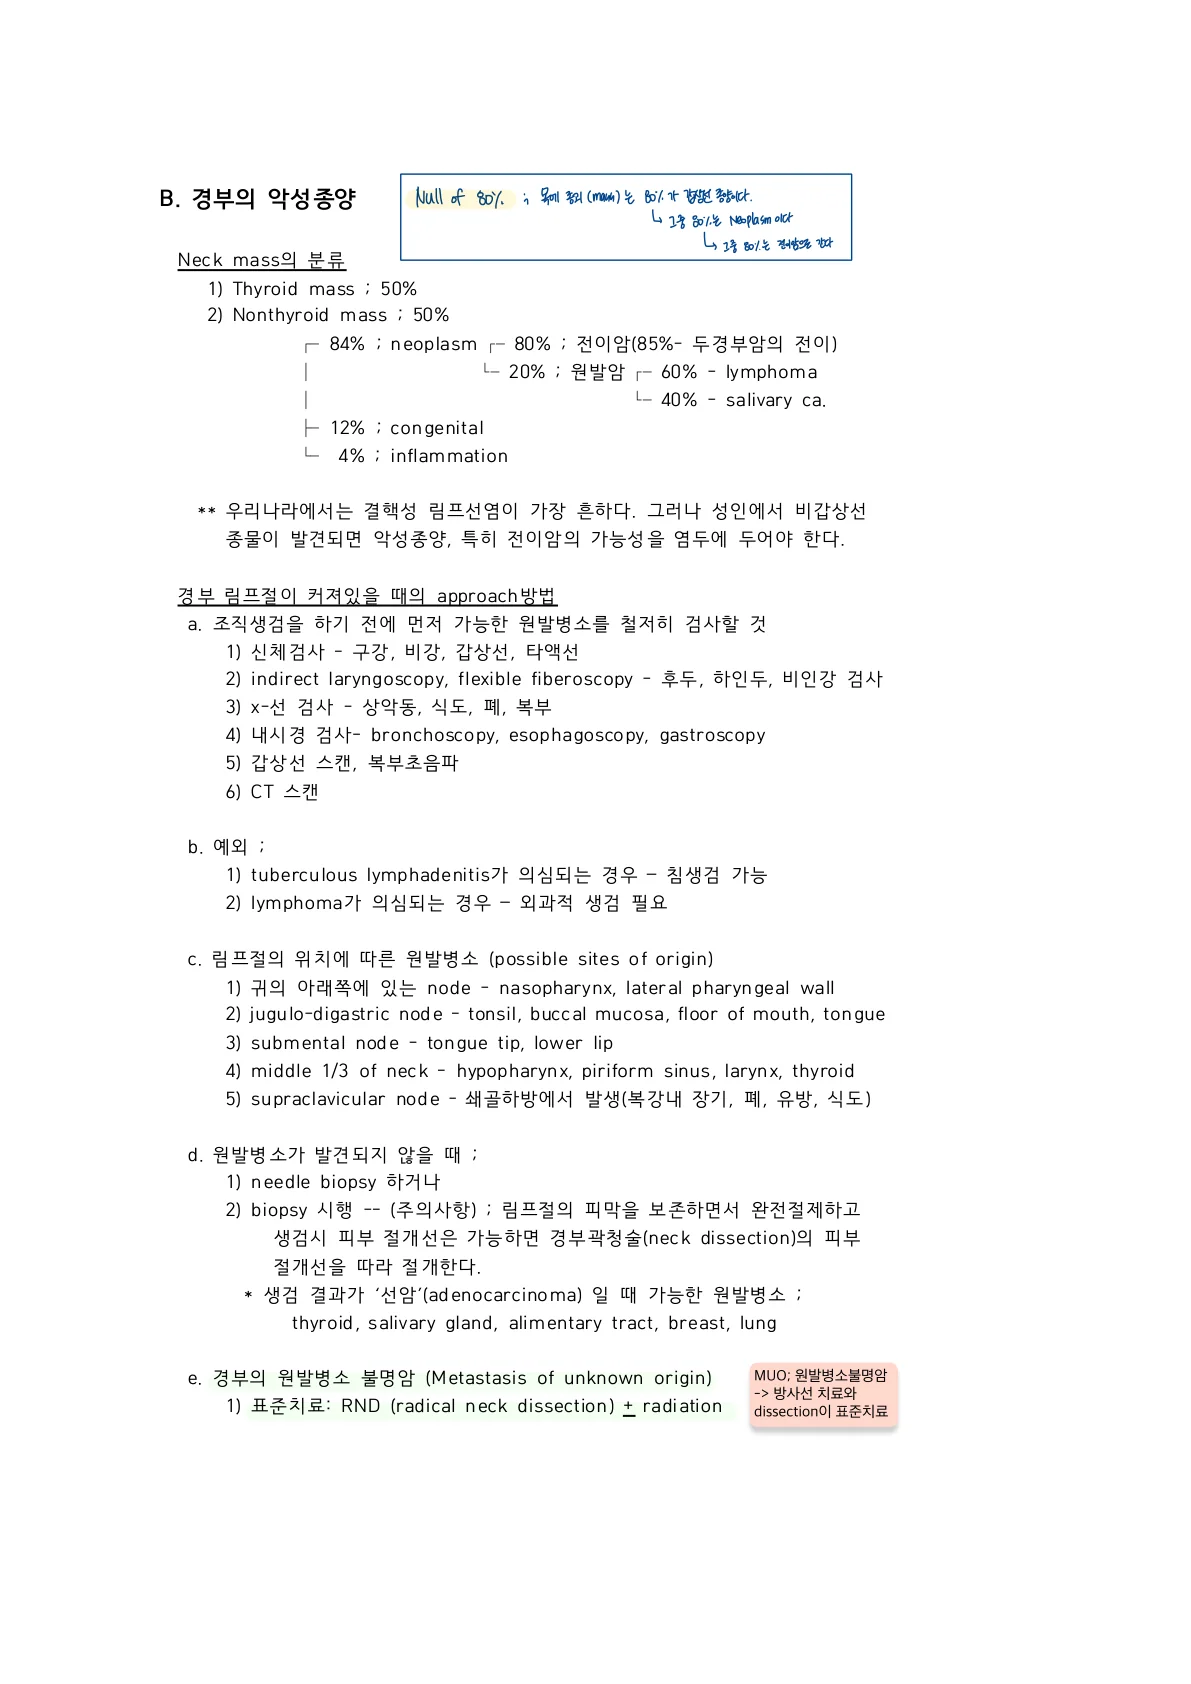 B. 경부의 악성종양
Null of 80% ; 목에 종괴 (mass)는 80%가 갑상선 종양이다.
↳ 그중 80%는 Neoplasm이다
↳ 그중 80%는 전이암으로 간다
Neck mass의 분류
1) Thyroid mass ; 50%
2) Nonthyroid mass ; 50%
┌─ 84% ; neoplasm ┌─ 80% ; 전이암(85%- 두경부암의 전이)
│ └─ 20% ; 원발암 ┌─ 60% - lymphoma
│ └─ 40% - salivary ca.
├─ 12% ; congenital
└─ 4% ; inflammation
** 우리나라에서는 결핵성 림프선염이 가장 흔하다. 그러나 성인에서 비갑상선
종물이 발견되면 악성종양, 특히 전이암의 가능성을 염두에 두어야 한다.
경부 림프절이 커져있을 때의 approach방법
a. 조직생검을 하기 전에 먼저 가능한 원발병소를 철저히 검사할 것
1) 신체검사 - 구강, 비강, 갑상선, 타액선
2) indirect laryngoscopy, flexible fiberoscopy - 후두, 하인두, 비인강 검사
3) x-선 검사 - 상악동, 식도, 폐, 복부
4) 내시경 검사- bronchoscopy, esophagoscopy, gastroscopy
5) 갑상선 스캔, 복부초음파
6) CT 스캔
b. 예외 ;
1) tuberculous lymphadenitis가 의심되는 경우 – 침생검 가능
2) lymphoma가 의심되는 경우 – 외과적 생검 필요
c. 림프절의 위치에 따른 원발병소 (possible sites of origin)
1) 귀의 아래쪽에 있는 node - nasopharynx, lateral pharyngeal wall
2) jugulo-digastric node - tonsil, buccal mucosa, floor of mouth, tongue
3) submental node - tongue tip, lower lip
4) middle 1/3 of neck - hypopharynx, piriform sinus, larynx, thyroid
5) supraclavicular node - 쇄골하방에서 발생(복강내 장기, 폐, 유방, 식도)
d. 원발병소가 발견되지 않을 때 ;
1) needle biopsy 하거나
2) biopsy 시행 -- (주의사항) ; 림프절의 피막을 보존하면서 완전절제하고
생검시 피부 절개선은 가능하면 경부곽청술(neck dissection)의 피부
절개선을 따라 절개한다.
* 생검 결과가 ‘선암’(adenocarcinoma) 일 때 가능한 원발병소 ;
thyroid, salivary gland, alimentary tract, breast, lung
e. 경부의 원발병소 불명암 (Metastasis of unknown origin)
1) 표준치료: RND (radical neck dissection) + radiation
MUO; 원발병소불명암
-> 방사선 치료와
dissection이 표준치료